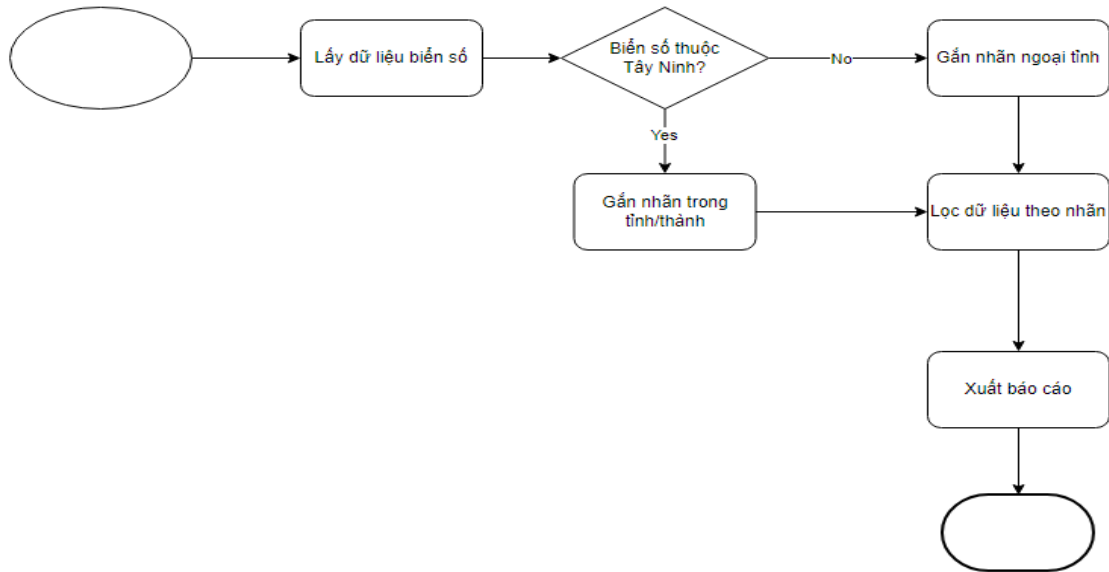 Lấy dữ liệu biển số
Biển số thuộc
Tây Ninh?
No
Gắn nhãn ngoại tỉnh
Yes
Gắn nhãn trong
tỉnh/thành
Lọc dữ liệu theo nhãn
Xuất báo cáo